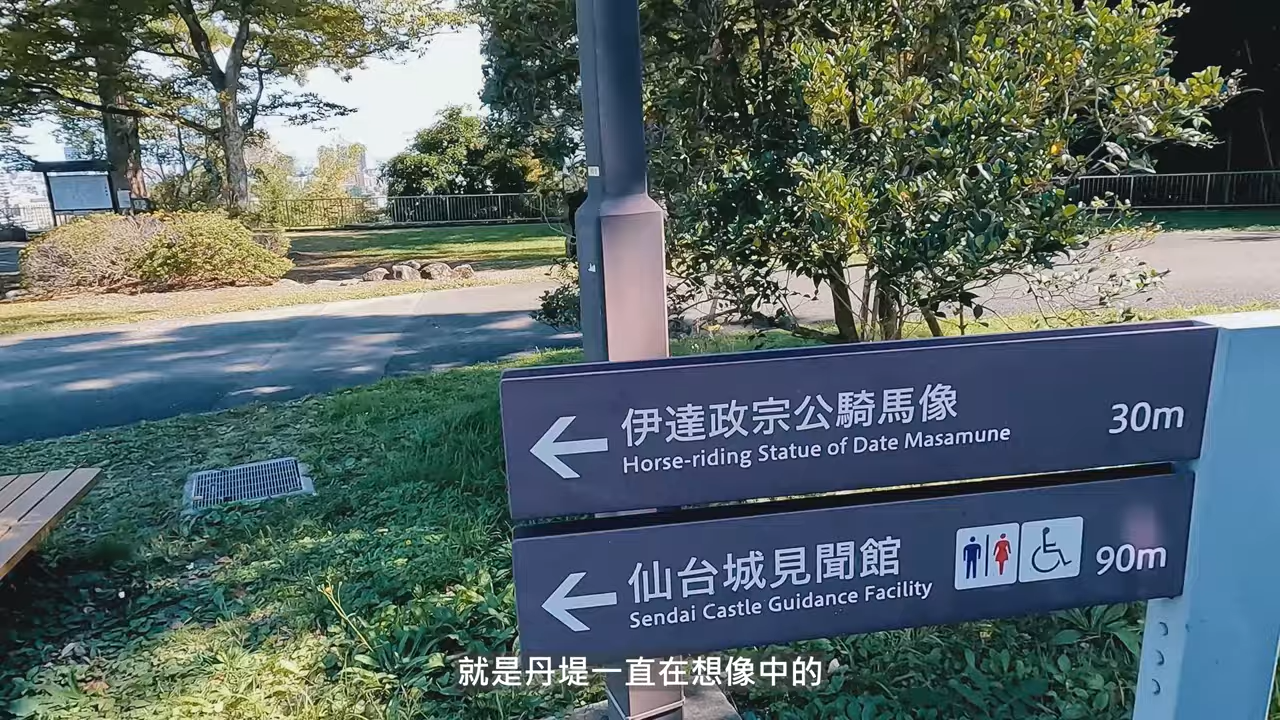 伊達政宗公騎馬像
Horse-riding Statue of Date Masamune
30m
仙台城見聞館
Sendai Castle Guidance Facility
90m
就是丹堤一直在想像中的